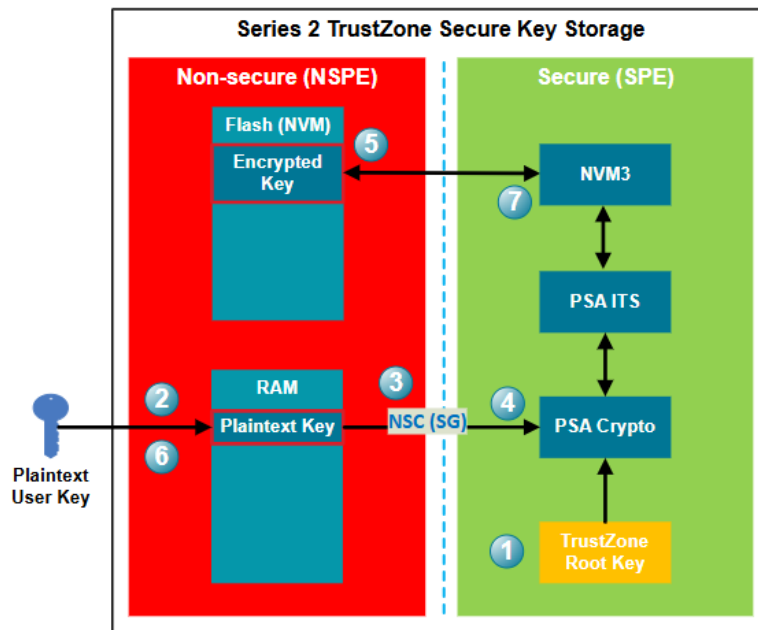 Series 2 TrustZone Secure Key Storage
Non-secure (NSPE)
Secure (SPE)
Flash (NVM)
5
Encrypted
Key
NVM3
7
PSA ITS
RAM
3
2
Plaintext Key
NSC (SG)
4
PSA Crypto
6
Plaintext
User Key
1
TrustZone
Root Key